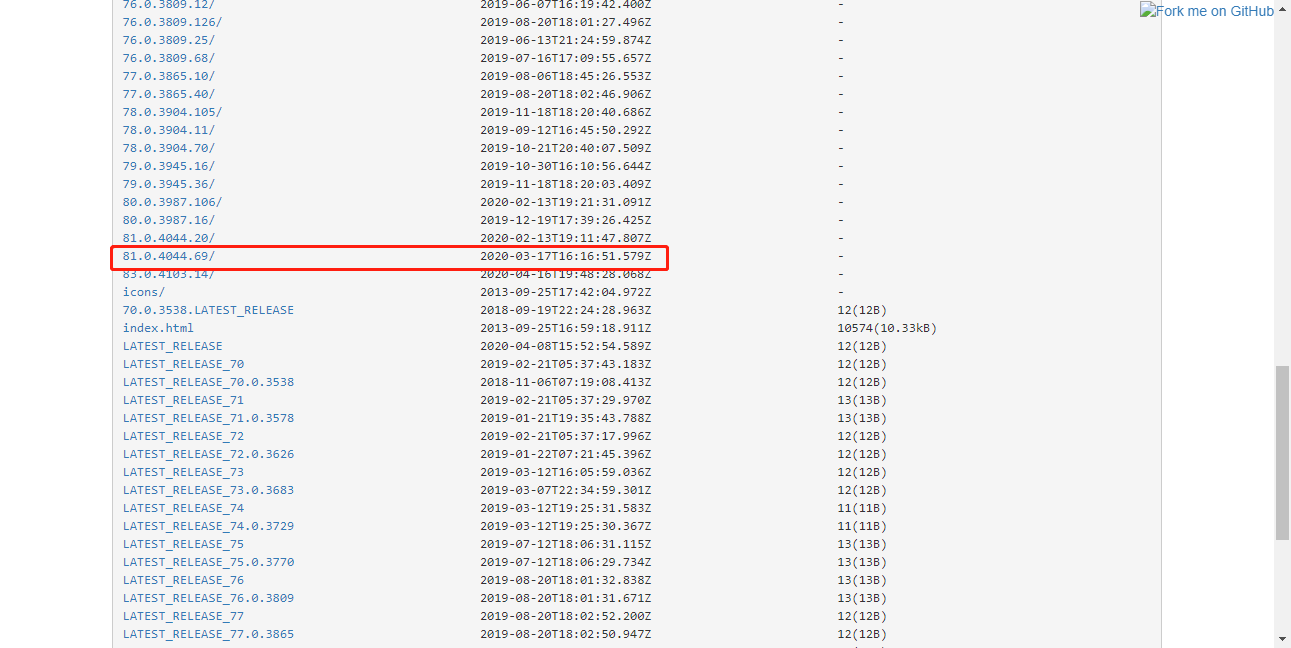 76.0.3809.12/ 2019-06-07T16:19:42.400Z -
Fork me on GitHub
76.0.3809.126/ 2019-08-20T18:01:27.496Z -
76.0.3809.25/ 2019-06-13T21:24:59.874Z -
76.0.3809.68/ 2019-07-16T17:09:55.657Z -
77.0.3865.10/ 2019-08-06T18:45:26.553Z -
77.0.3865.40/ 2019-08-20T18:02:46.906Z -
78.0.3904.105/ 2019-11-18T18:20:40.686Z -
78.0.3904.11/ 2019-09-12T16:45:50.292Z -
78.0.3904.70/ 2019-10-21T20:40:07.509Z -
79.0.3945.16/ 2019-10-30T16:10:56.644Z -
79.0.3945.36/ 2019-11-18T18:20:03.409Z -
80.0.3987.106/ 2020-02-13T19:21:31.091Z -
80.0.3987.16/ 2019-12-19T17:39:26.425Z -
81.0.4044.20/ 2020-02-13T19:11:47.807Z -
81.0.4044.69/ 2020-03-17T16:16:51.579Z -
83.0.4103.14/ 2020-04-16T19:48:28.068Z -
icons/ 2013-09-25T17:42:04.972Z -
70.0.3538.LATEST_RELEASE 2018-09-19T22:24:28.963Z 12(12B)
index.html 2013-09-25T16:59:18.911Z 10574(10.33kB)
LATEST_RELEASE 2020-04-08T15:52:54.589Z 12(12B)
LATEST_RELEASE_70 2019-02-21T05:37:43.183Z 12(12B)
LATEST_RELEASE_70.0.3538 2018-11-06T07:19:08.413Z 12(12B)
LATEST_RELEASE_71 2019-02-21T05:37:29.970Z 13(13B)
LATEST_RELEASE_71.0.3578 2019-01-21T19:35:43.788Z 13(13B)
LATEST_RELEASE_72 2019-02-21T05:37:17.996Z 12(12B)
LATEST_RELEASE_72.0.3626 2019-01-22T07:21:45.396Z 12(12B)
LATEST_RELEASE_73 2019-03-12T16:05:59.036Z 12(12B)
LATEST_RELEASE_73.0.3683 2019-03-07T22:34:59.301Z 12(12B)
LATEST_RELEASE_74 2019-03-12T19:25:31.583Z 11(11B)
LATEST_RELEASE_74.0.3729 2019-03-12T19:25:30.367Z 11(11B)
LATEST_RELEASE_75 2019-07-12T18:06:31.115Z 13(13B)
LATEST_RELEASE_75.0.3770 2019-07-12T18:06:29.734Z 13(13B)
LATEST_RELEASE_76 2019-08-20T18:01:32.838Z 13(13B)
LATEST_RELEASE_76.0.3809 2019-08-20T18:01:31.671Z 13(13B)
LATEST_RELEASE_77 2019-08-20T18:02:52.200Z 12(12B)
LATEST_RELEASE_77.0.3865 2019-08-20T18:02:50.947Z 12(12B)